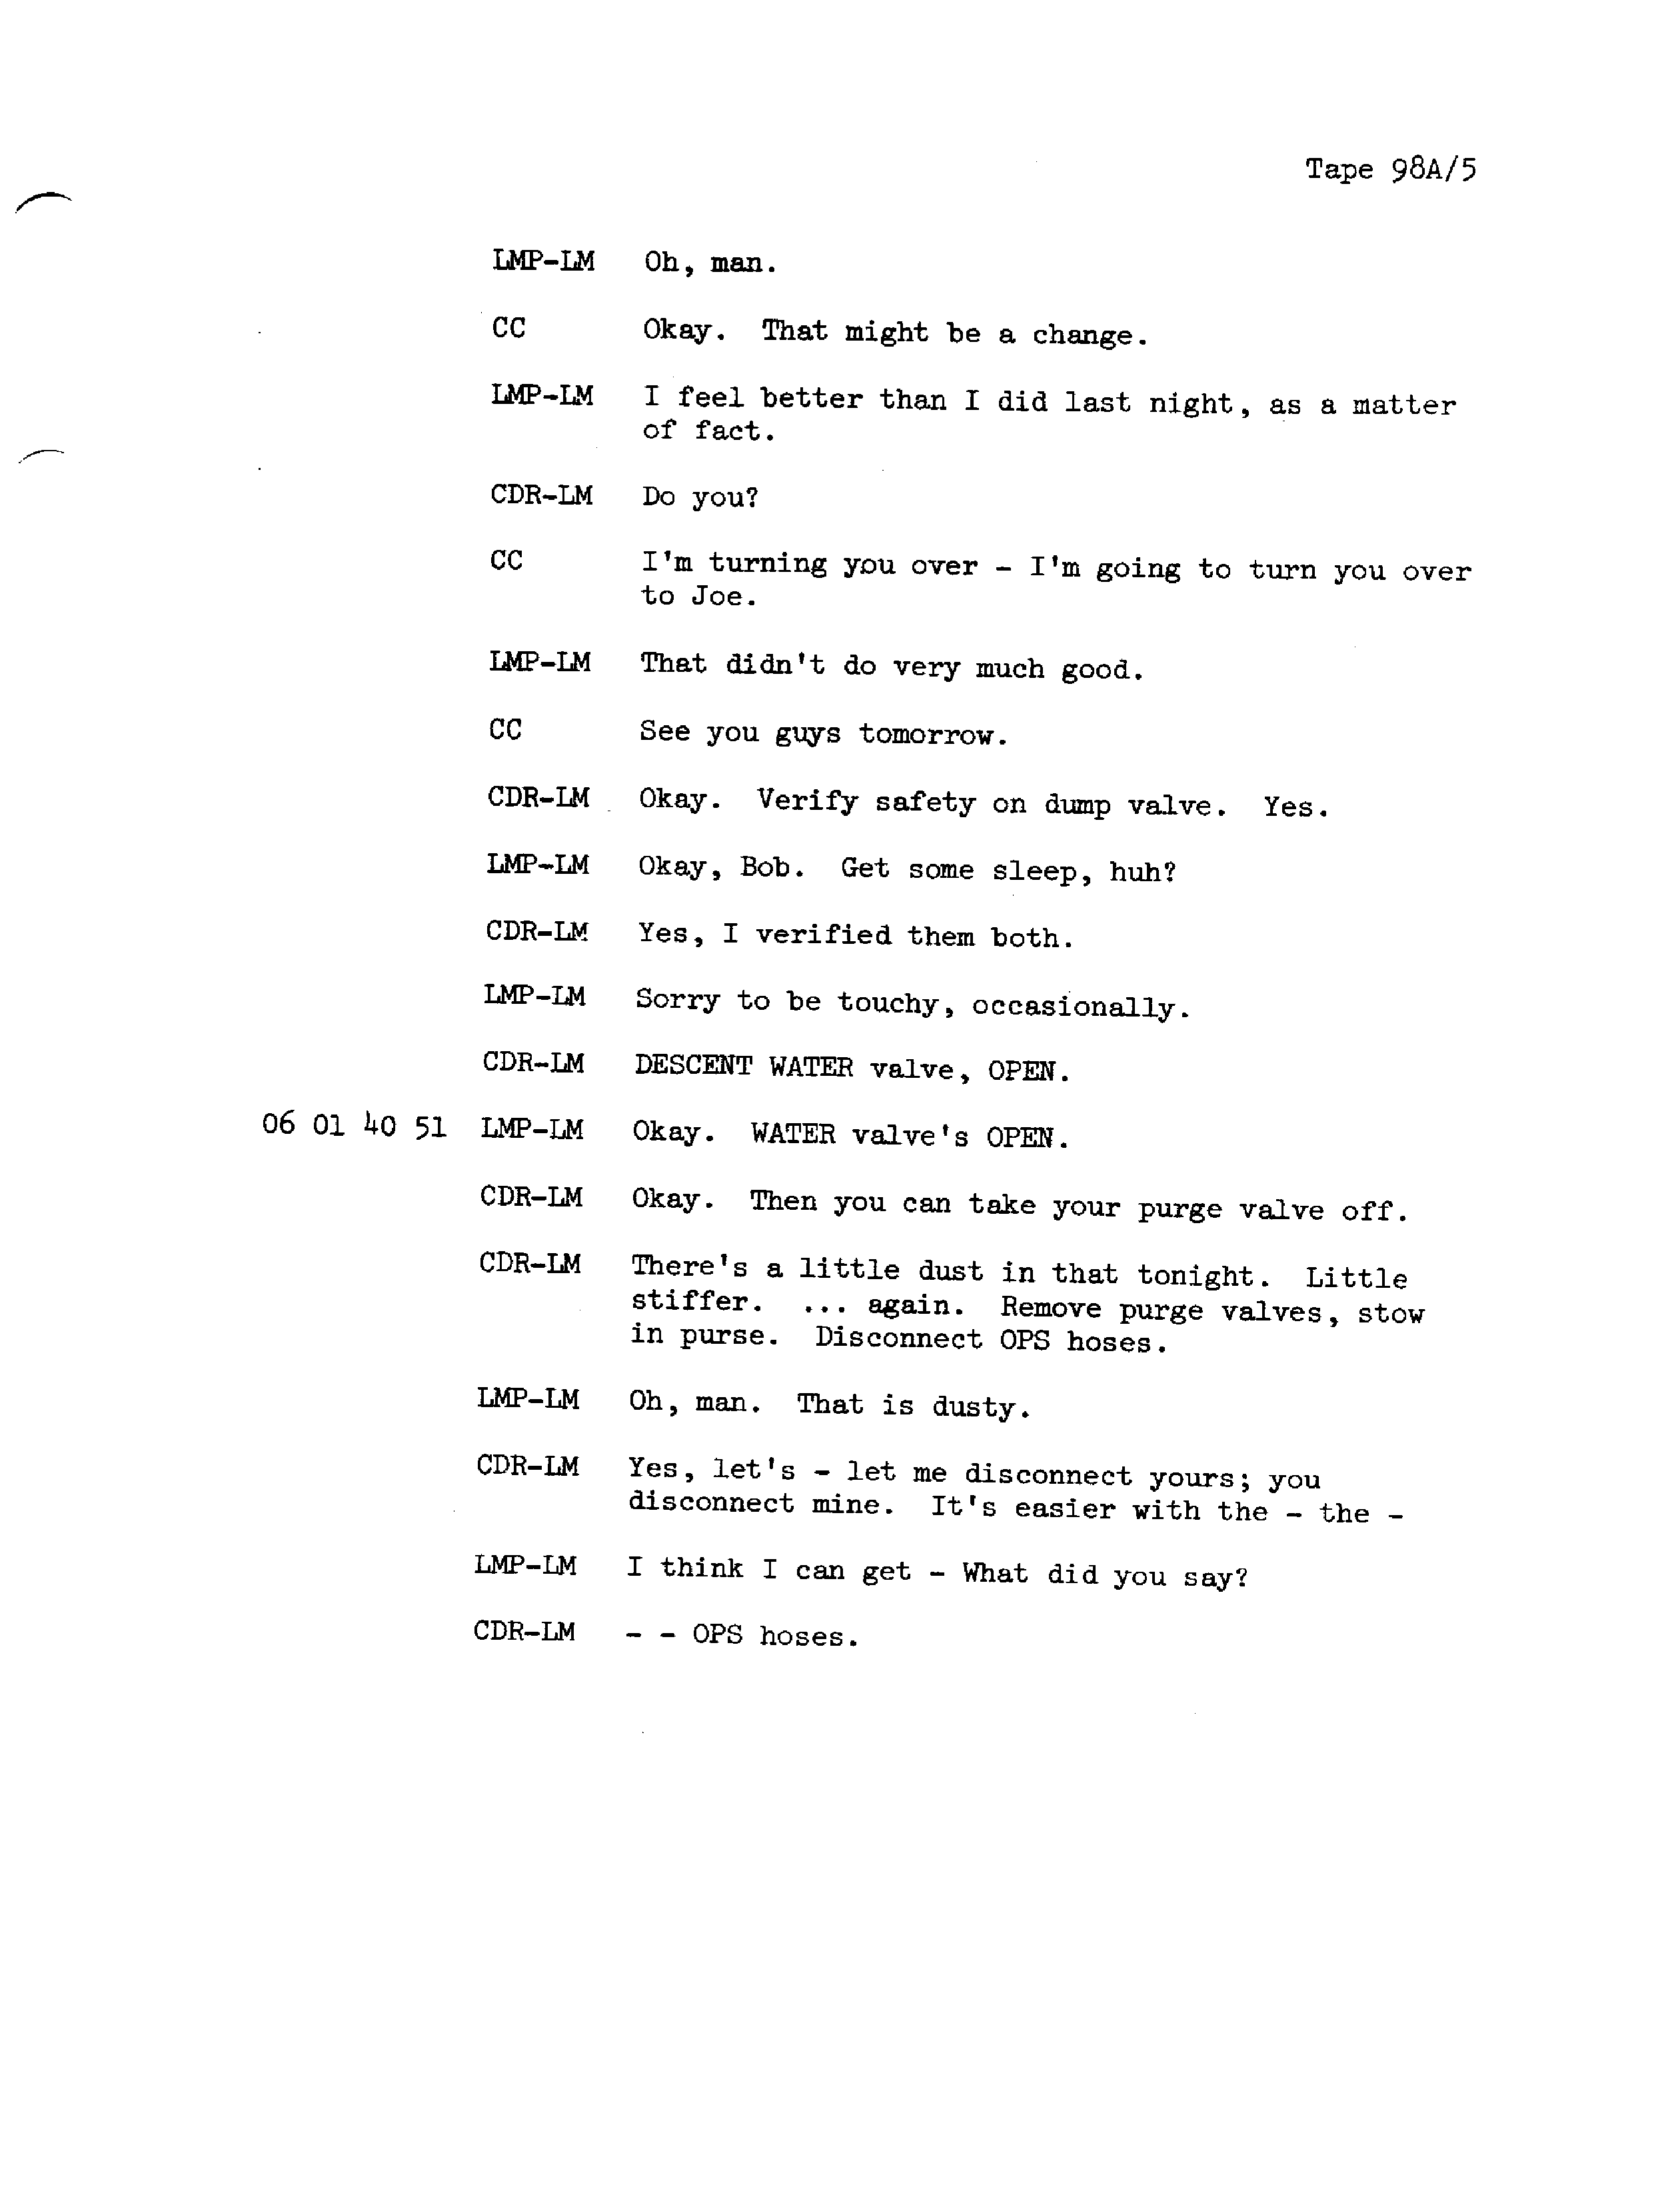 Tape 98A/5
LMP-LM Oh, man.
CC Okay. That might be a change.
LMP-LM I feel better than I did last night, as a matter
of fact.
CDR-LM Do you?
CC I'm turning you over - I'm going to turn you over
to Joe.
LMP-LM That didn't do very much good.
CC See you guys tomorrow.
CDR-LM Okay. Verify safety on dump valve. Yes.
LMP-LM Okay, Bob. Get some sleep, huh?
CDR-LM Yes, I verified them both.
LMP-LM Sorry to be touchy, occasionally.
CDR-LM DESCENT WATER valve, OPEN.
06 01 40 51 LMP-LM Okay. WATER valve's OPEN.
CDR-LM Okay. Then you can take your purge valve off.
CDR-LM There's a little dust in that tonight. Little
stiffer. ... again. Remove purge valves, stow
in purse. Disconnect OPS hoses.
LMP-LM Oh, man. That is dusty.
CDR-LM Yes, let's - let me disconnect yours; you
disconnect mine. It's easier with the - the -
LMP-LM I think I can get - What did you say?
CDR-LM - - OPS hoses.